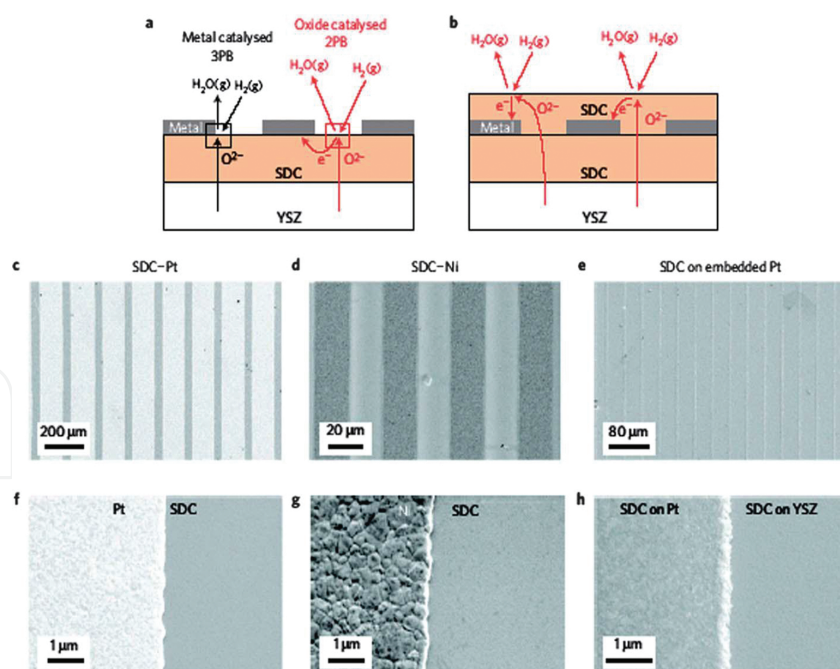 a
Metal catalysed
3PB
Oxide catalysed
2PB
H₂O(g) H₂(g)
H₂O(g) H₂(g)
Metal
O²⁻
e⁻ O²⁻
SDC
YSZ
b
H₂O(g) H₂(g)
H₂O(g) H₂(g)
e⁻ O²⁻
SDC
e⁻ O²⁻
Metal
SDC
YSZ
c
SDC–Pt
200 µm
d
SDC–Ni
20 µm
e
SDC on embedded Pt
80 µm
f
Pt SDC
1 µm
g
Ni SDC
1 µm
h
SDC on Pt SDC on YSZ
1 µm